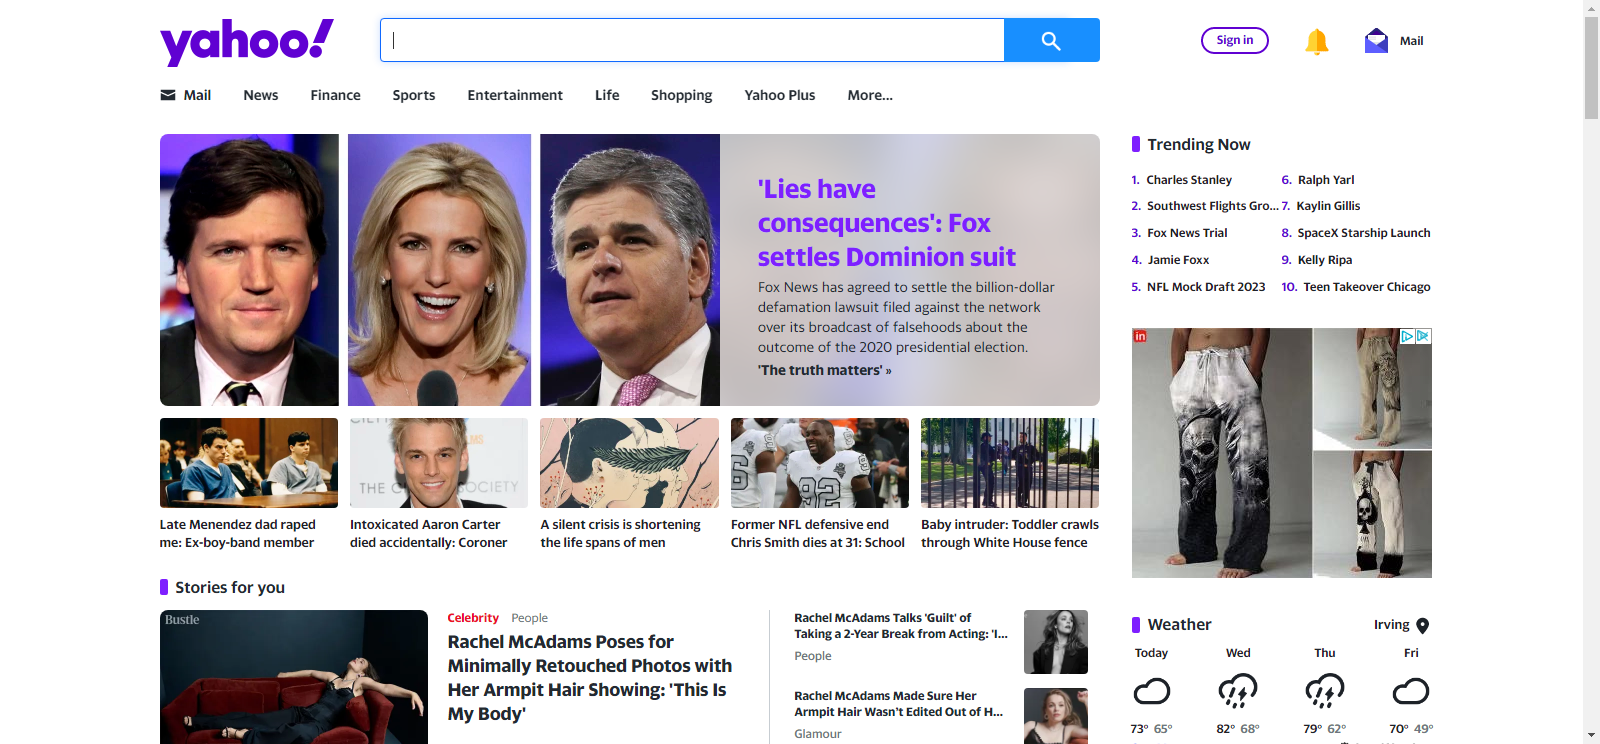 yahoo!
Sign in
Mail
Mail
News
Finance
Sports
Entertainment
Life
Shopping
Yahoo Plus
More...
'Lies have
consequences': Fox
settles Dominion suit
Fox News has agreed to settle the billion-dollar
defamation lawsuit filed against the network
over its broadcast of falsehoods about the
outcome of the 2020 presidential election.
'The truth matters' »
Late Menendez dad raped
me: Ex-boy-band member
Intoxicated Aaron Carter
died accidentally: Coroner
A silent crisis is shortening
the life spans of men
Former NFL defensive end
Chris Smith dies at 31: School
Baby intruder: Toddler crawls
through White House fence
Stories for you
Bustle
Celebrity People
Rachel McAdams Poses for
Minimally Retouched Photos with
Her Armpit Hair Showing: 'This Is
My Body'
Rachel McAdams Talks 'Guilt' of
Taking a 2-Year Break from Acting: 'I...
People
Rachel McAdams Made Sure Her
Armpit Hair Wasn't Edited Out of H...
Glamour
Trending Now
1. Charles Stanley
2. Southwest Flights Gro...
3. Fox News Trial
4. Jamie Foxx
5. NFL Mock Draft 2023
6. Ralph Yarl
7. Kaylin Gillis
8. SpaceX Starship Launch
9. Kelly Ripa
10. Teen Takeover Chicago
in
Weather
Irving
Today Wed Thu Fri
73° 65° 82° 68° 79° 62° 70° 49°